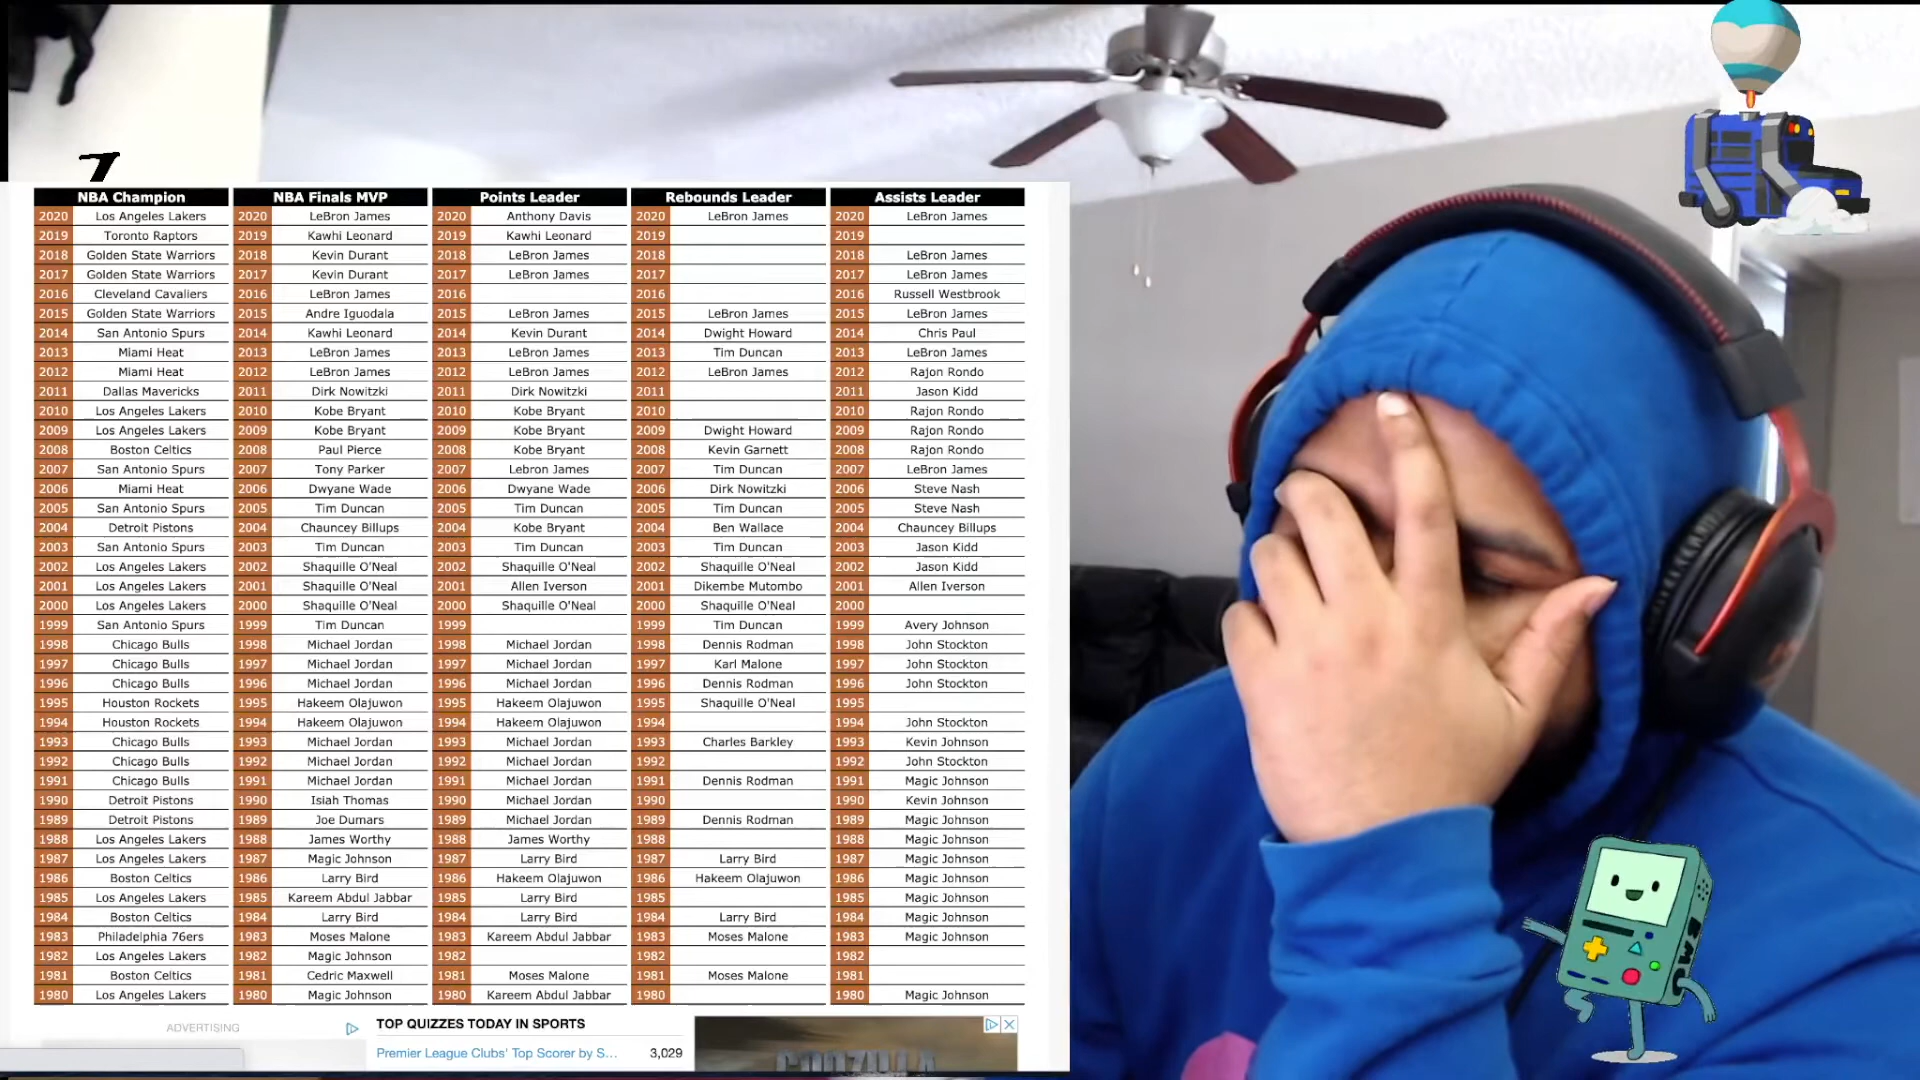 NBA Champion NBA Finals MVP Points Leader Rebounds Leader Assists Leader
2020 Los Angeles Lakers 2020 LeBron James 2020 Anthony Davis 2020 LeBron James 2020 LeBron James
2019 Toronto Raptors 2019 Kawhi Leonard 2019 Kawhi Leonard 2019 2019
2018 Golden State Warriors 2018 Kevin Durant 2018 LeBron James 2018 2018 LeBron James
2017 Golden State Warriors 2017 Kevin Durant 2017 LeBron James 2017 2017 LeBron James
2016 Cleveland Cavaliers 2016 LeBron James 2016 2016 2016 Russell Westbrook
2015 Golden State Warriors 2015 Andre Iguodala 2015 LeBron James 2015 LeBron James 2015 LeBron James
2014 San Antonio Spurs 2014 Kawhi Leonard 2014 Kevin Durant 2014 Dwight Howard 2014 Chris Paul
2013 Miami Heat 2013 LeBron James 2013 LeBron James 2013 Tim Duncan 2013 LeBron James
2012 Miami Heat 2012 LeBron James 2012 LeBron James 2012 LeBron James 2012 Rajon Rondo
2011 Dallas Mavericks 2011 Dirk Nowitzki 2011 Dirk Nowitzki 2011 2011 Jason Kidd
2010 Los Angeles Lakers 2010 Kobe Bryant 2010 Kobe Bryant 2010 2010 Rajon Rondo
2009 Los Angeles Lakers 2009 Kobe Bryant 2009 Kobe Bryant 2009 Dwight Howard 2009 Rajon Rondo
2008 Boston Celtics 2008 Paul Pierce 2008 Kobe Bryant 2008 Kevin Garnett 2008 Rajon Rondo
2007 San Antonio Spurs 2007 Tony Parker 2007 Lebron James 2007 Tim Duncan 2007 LeBron James
2006 Miami Heat 2006 Dwyane Wade 2006 Dwyane Wade 2006 Dirk Nowitzki 2006 Steve Nash
2005 San Antonio Spurs 2005 Tim Duncan 2005 Tim Duncan 2005 Tim Duncan 2005 Steve Nash
2004 Detroit Pistons 2004 Chauncey Billups 2004 Kobe Bryant 2004 Ben Wallace 2004 Chauncey Billups
2003 San Antonio Spurs 2003 Tim Duncan 2003 Tim Duncan 2003 Tim Duncan 2003 Jason Kidd
2002 Los Angeles Lakers 2002 Shaquille O'Neal 2002 Shaquille O'Neal 2002 Shaquille O'Neal 2002 Jason Kidd
2001 Los Angeles Lakers 2001 Shaquille O'Neal 2001 Allen Iverson 2001 Dikembe Mutombo 2001 Allen Iverson
2000 Los Angeles Lakers 2000 Shaquille O'Neal 2000 Shaquille O'Neal 2000 Shaquille O'Neal 2000
1999 San Antonio Spurs 1999 Tim Duncan 1999 1999 Tim Duncan 1999 Avery Johnson
1998 Chicago Bulls 1998 Michael Jordan 1998 Michael Jordan 1998 Dennis Rodman 1998 John Stockton
1997 Chicago Bulls 1997 Michael Jordan 1997 Michael Jordan 1997 Karl Malone 1997 John Stockton
1996 Chicago Bulls 1996 Michael Jordan 1996 Michael Jordan 1996 Dennis Rodman 1996 John Stockton
1995 Houston Rockets 1995 Hakeem Olajuwon 1995 Hakeem Olajuwon 1995 Shaquille O'Neal 1995
1994 Houston Rockets 1994 Hakeem Olajuwon 1994 Hakeem Olajuwon 1994 1994 John Stockton
1993 Chicago Bulls 1993 Michael Jordan 1993 Michael Jordan 1993 Charles Barkley 1993 Kevin Johnson
1992 Chicago Bulls 1992 Michael Jordan 1992 Michael Jordan 1992 1992 John Stockton
1991 Chicago Bulls 1991 Michael Jordan 1991 Michael Jordan 1991 Dennis Rodman 1991 Magic Johnson
1990 Detroit Pistons 1990 Isiah Thomas 1990 Michael Jordan 1990 1990 Kevin Johnson
1989 Detroit Pistons 1989 Joe Dumars 1989 Michael Jordan 1989 Dennis Rodman 1989 Magic Johnson
1988 Los Angeles Lakers 1988 James Worthy 1988 James Worthy 1988 1988 Magic Johnson
1987 Los Angeles Lakers 1987 Magic Johnson 1987 Larry Bird 1987 Larry Bird 1987 Magic Johnson
1986 Boston Celtics 1986 Larry Bird 1986 Hakeem Olajuwon 1986 Hakeem Olajuwon 1986 Magic Johnson
1985 Los Angeles Lakers 1985 Kareem Abdul Jabbar 1985 Larry Bird 1985 1985 Magic Johnson
1984 Boston Celtics 1984 Larry Bird 1984 Larry Bird 1984 Larry Bird 1984 Magic Johnson
1983 Philadelphia 76ers 1983 Moses Malone 1983 Kareem Abdul Jabbar 1983 Moses Malone 1983 Magic Johnson
1982 Los Angeles Lakers 1982 Magic Johnson 1982 1982 1982
1981 Boston Celtics 1981 Cedric Maxwell 1981 Moses Malone 1981 Moses Malone 1981
1980 Los Angeles Lakers 1980 Magic Johnson 1980 Kareem Abdul Jabbar 1980 1980 Magic Johnson
ADVERTISING
TOP QUIZZES TODAY IN SPORTS
Premier League Clubs' Top Scorer by S... 3,029
GODZILLA